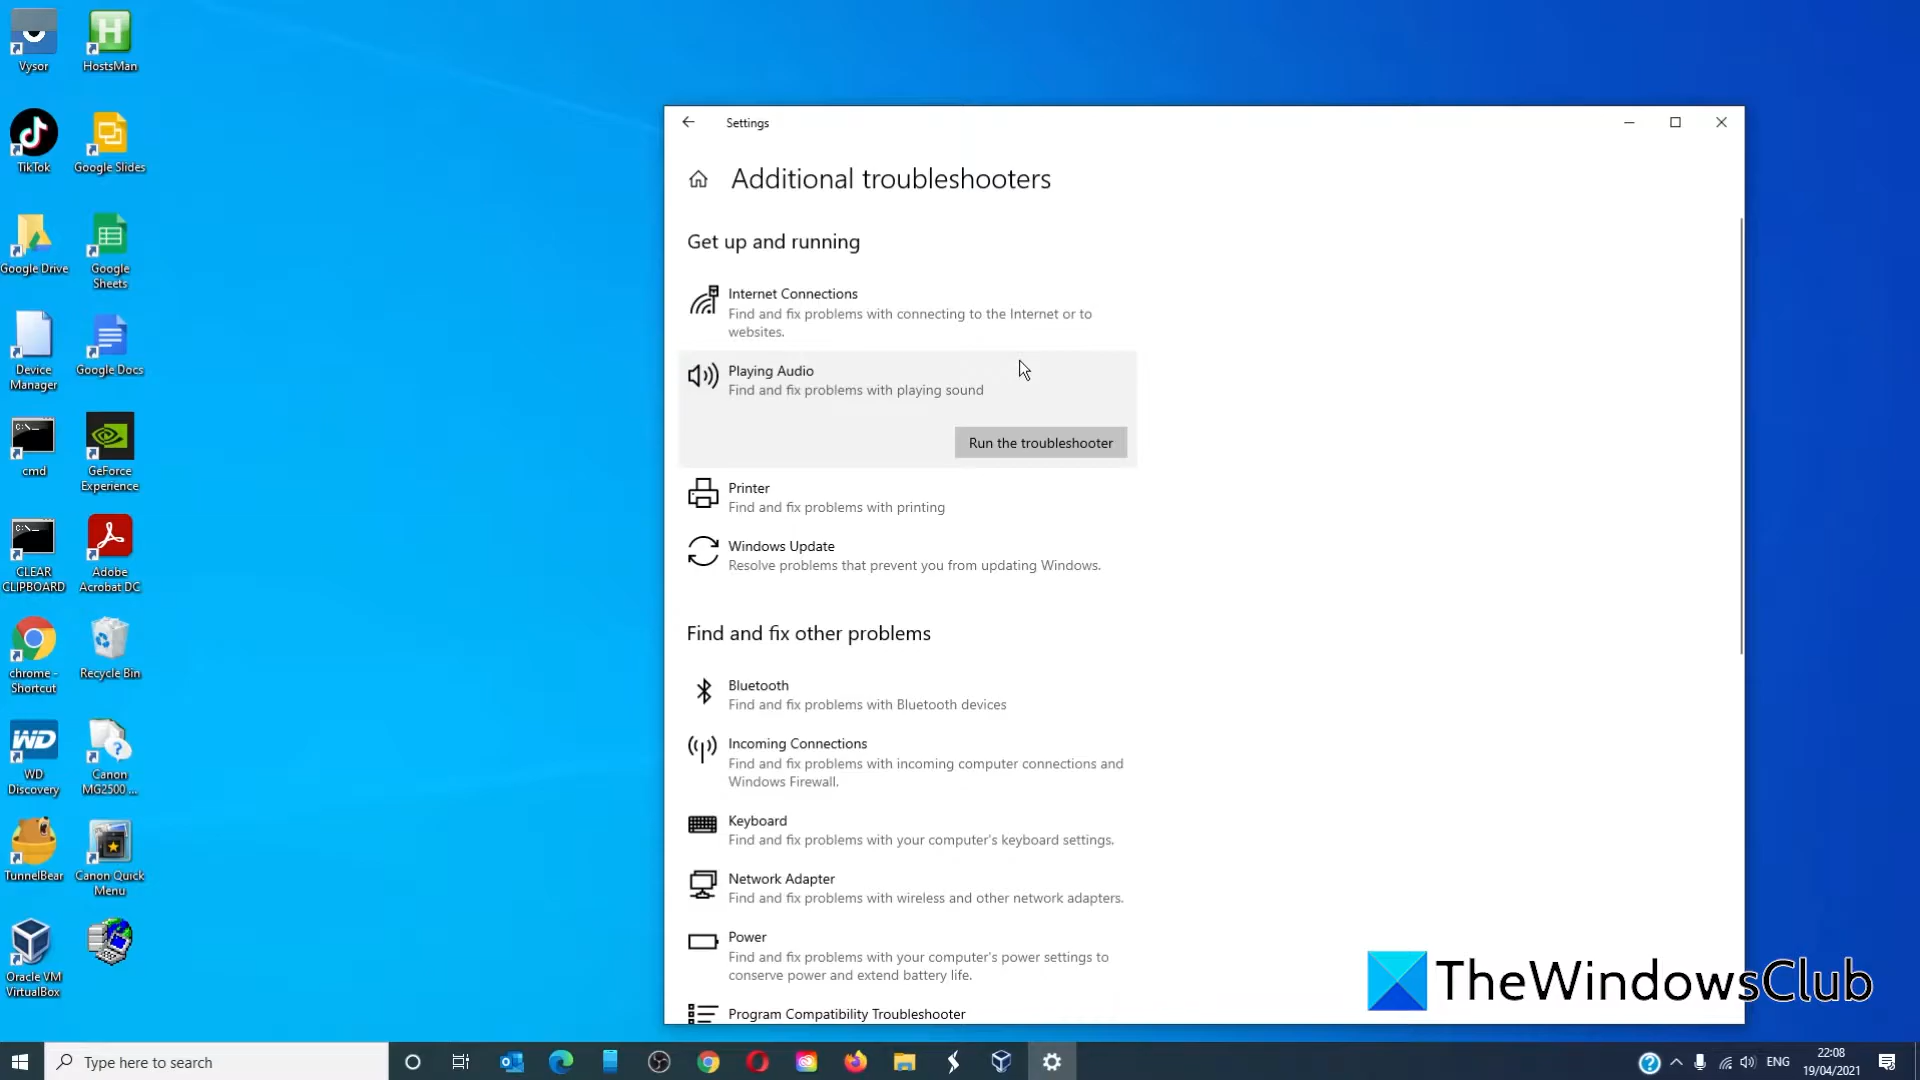 Vysor
HostsMan
TikTok
Google Slides
Google Drive
Google
Sheets
Device
Manager
Google Docs
cmd
GeForce
Experience
CLEAR
CLIPBOARD
Adobe
Acrobat DC
chrome -
Shortcut
Recycle Bin
WD
WD
Discovery
Canon
MG2500 ...
TunnelBear
Canon Quick
Menu
Oracle VM
VirtualBox
Settings
Additional troubleshooters
Get up and running
Internet Connections
Find and fix problems with connecting to the Internet or to
websites.
Playing Audio
Find and fix problems with playing sound
Run the troubleshooter
Printer
Find and fix problems with printing
Windows Update
Resolve problems that prevent you from updating Windows.
Find and fix other problems
Bluetooth
Find and fix problems with Bluetooth devices
Incoming Connections
Find and fix problems with incoming computer connections and
Windows Firewall.
Keyboard
Find and fix problems with your computer's keyboard settings.
Network Adapter
Find and fix problems with wireless and other network adapters.
Power
Find and fix problems with your computer's power settings to
conserve power and extend battery life.
Program Compatibility Troubleshooter
TheWindowsClub
Type here to search
ENG
22:08
19/04/2021